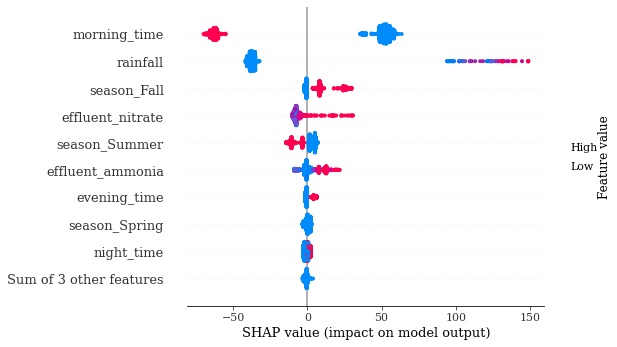 morning_time
rainfall
season_Fall
effluent_nitrate
season_Summer
effluent_ammonia
evening_time
season_Spring
night_time
Sum of 3 other features
−50
0
50
100
150
SHAP value (impact on model output)
High
Low
Feature value